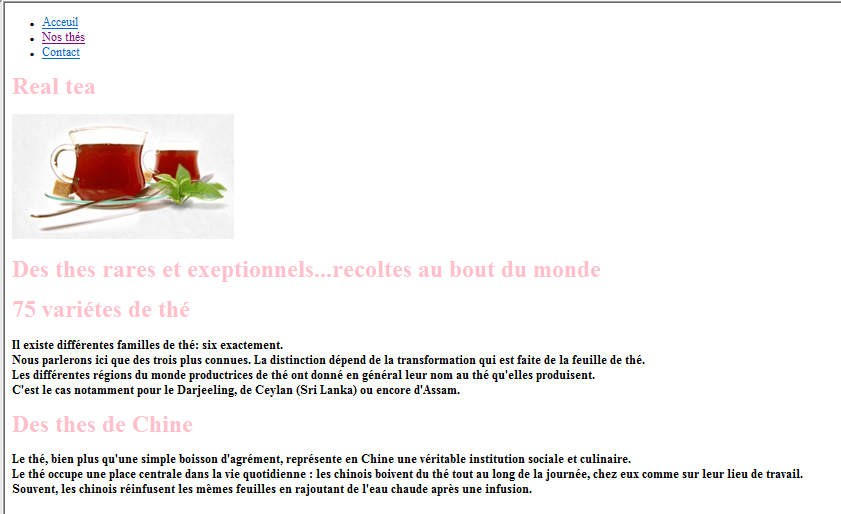 Acceuil
Nos thés
Contact
Real tea
Des thes rares et exeptionnels...recoltes au bout du monde
75 variétes de thé
Il existe différentes familles de thé: six exactement.
Nous parlerons ici que des trois plus connues. La distinction dépend de la transformation qui est faite de la feuille de thé.
Les différentes régions du monde productrices de thé ont donné en général leur nom au thé qu'elles produisent.
C'est le cas notamment pour le Darjeeling, de Ceylan (Sri Lanka) ou encore d'Assam.
Des thes de Chine
Le thé, bien plus qu'une simple boisson d'agrément, représente en Chine une véritable institution sociale et culinaire.
Le thé occupe une place centrale dans la vie quotidienne : les chinois boivent du thé tout au long de la journée, chez eux comme sur leur lieu de travail.
Souvent, les chinois réinfusent les mêmes feuilles en rajoutant de l'eau chaude après une infusion.